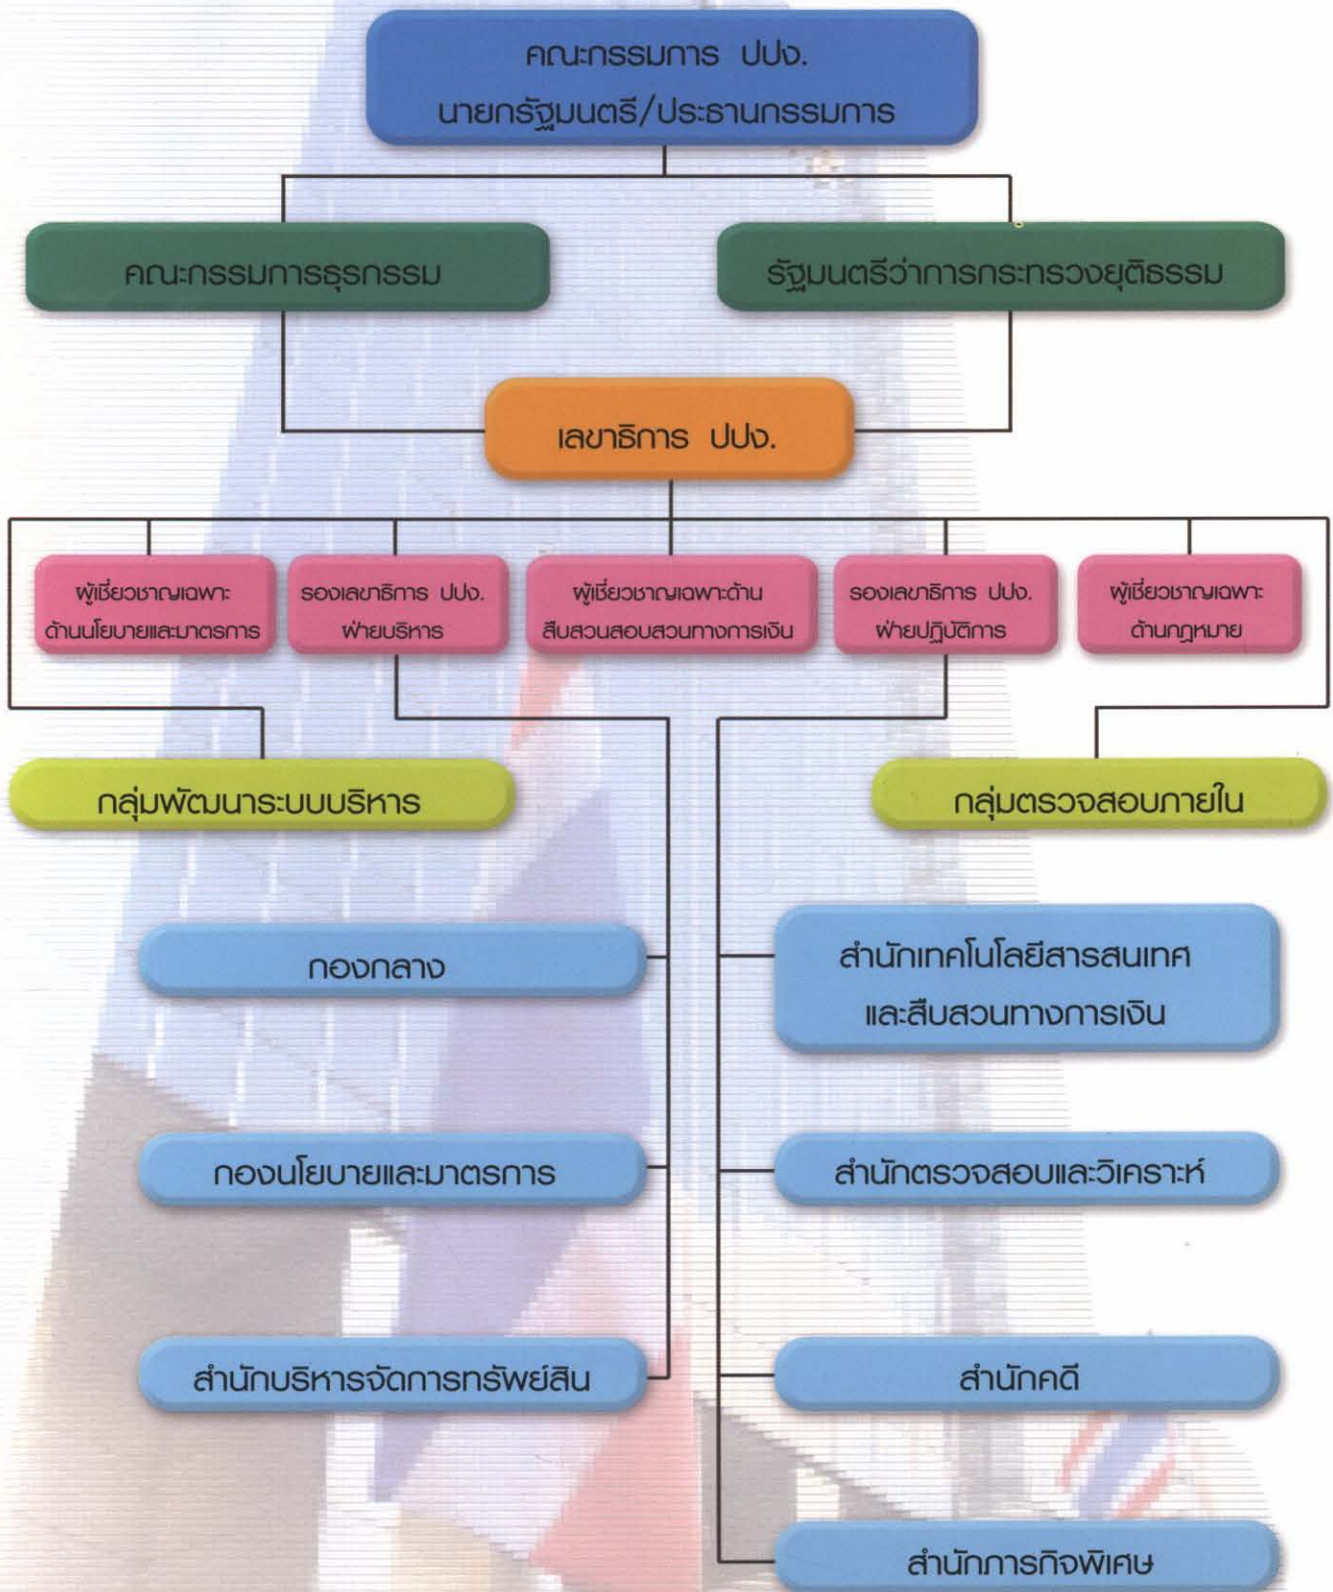 คณะกรรมการ ปปง.
นายกรัฐมนตรี/ประธานกรรมการ
คณะกรรมการธุรกรรม
รัฐมนตรีว่าการกระทรวงยุติธรรม
เลขาธิการ ปปง.
ผู้เชี่ยวชาญเฉพาะ
ด้านนโยบายและมาตรการ
รองเลขาธิการ ปปง.
ฝ่ายบริหาร
ผู้เชี่ยวชาญเฉพาะด้าน
สืบสวนสอบสวนทางการเงิน
รองเลขาธิการ ปปง.
ฝ่ายปฏิบัติการ
ผู้เชี่ยวชาญเฉพาะ
ด้านกฎหมาย
กลุ่มพัฒนาระบบบริหาร
กลุ่มตรวจสอบภายใน
กองกลาง
สำนักเทคโนโลยีสารสนเทศ
และสืบสวนทางการเงิน
กองนโยบายและมาตรการ
สำนักตรวจสอบและวิเคราะห์
สำนักบริหารจัดการทรัพย์สิน
สำนักคดี
สำนักภารกิจพิเศษ